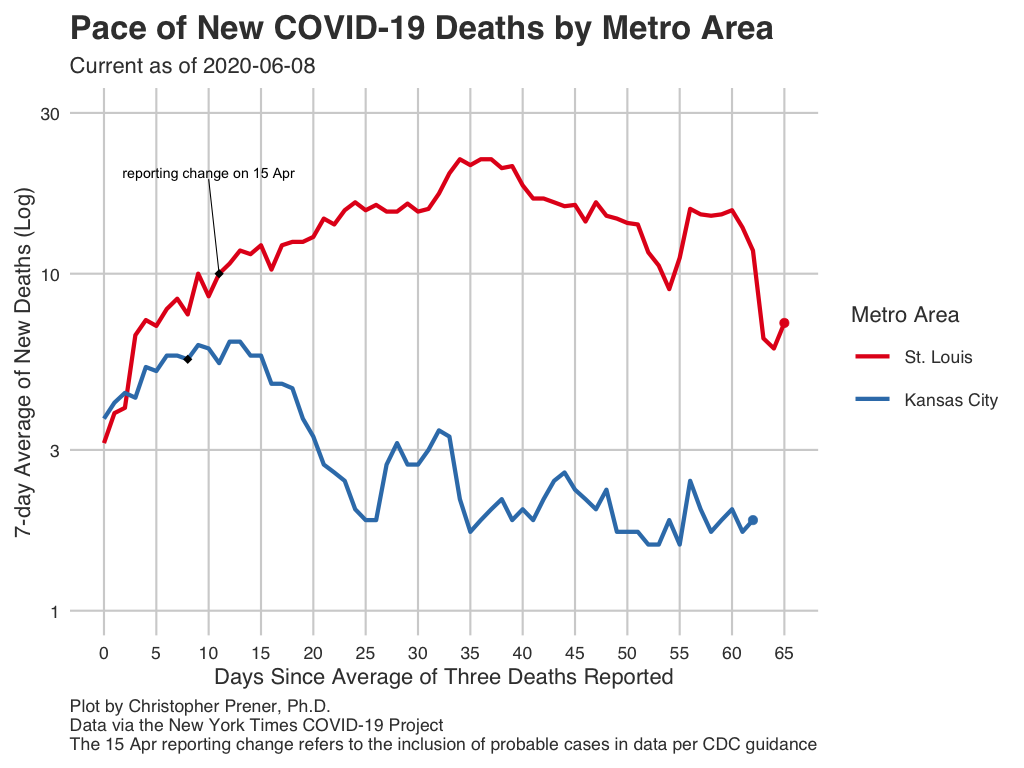 Pace of New COVID-19 Deaths by Metro Area
Current as of 2020-06-08
7-day Average of New Deaths (Log)
30
10
3
1
reporting change on 15 Apr
0 5 10 15 20 25 30 35 40 45 50 55 60 65
Days Since Average of Three Deaths Reported
Metro Area
St. Louis
Kansas City
Plot by Christopher Prener, Ph.D.
Data via the New York Times COVID-19 Project
The 15 Apr reporting change refers to the inclusion of probable cases in data per CDC guidance